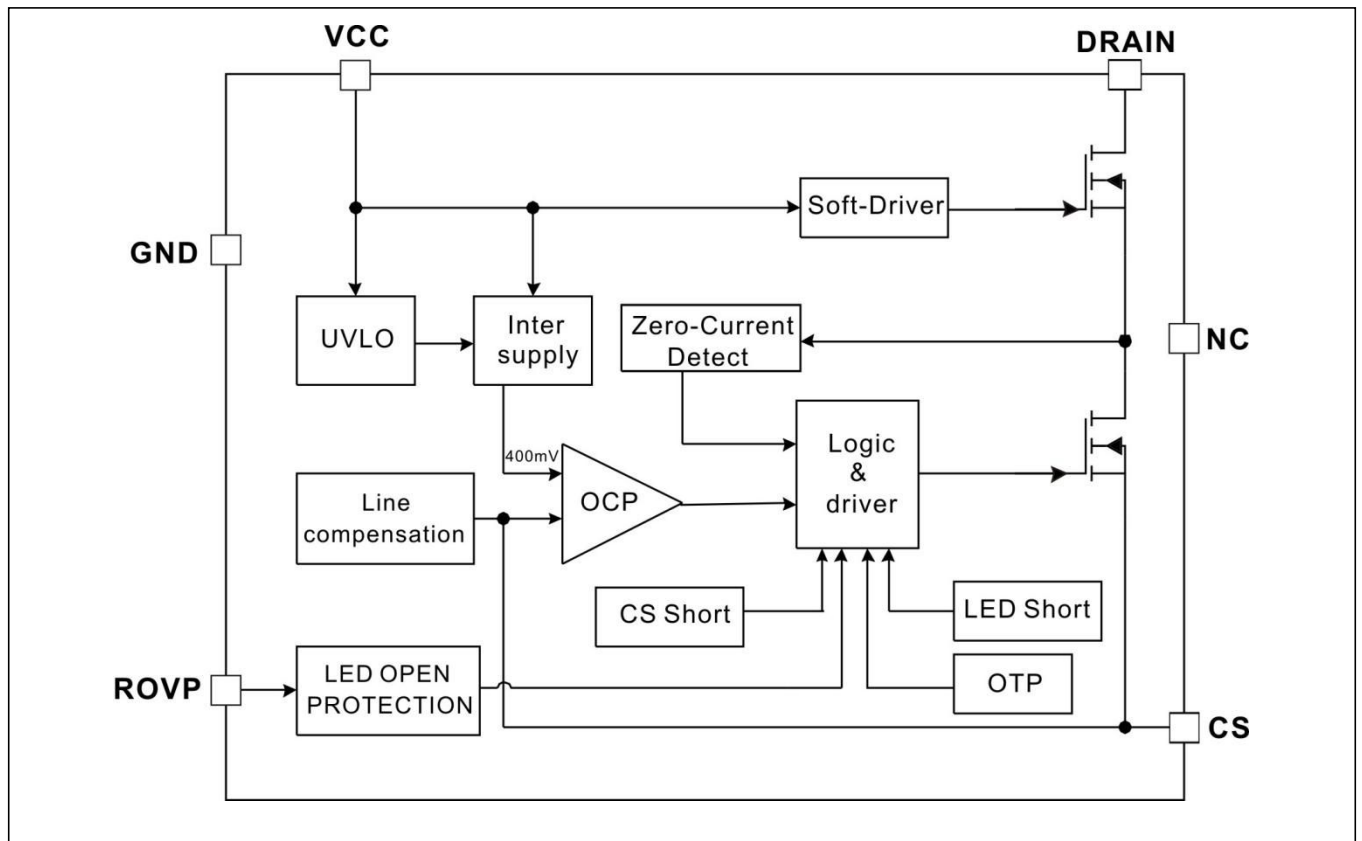 VCC
DRAIN
Soft-Driver
GND
UVLO
Inter
supply
Zero-Current
Detect
NC
400mV
Line
compensation
OCP
Logic
&
driver
CS Short
LED Short
ROVP
LED OPEN
PROTECTION
OTP
CS